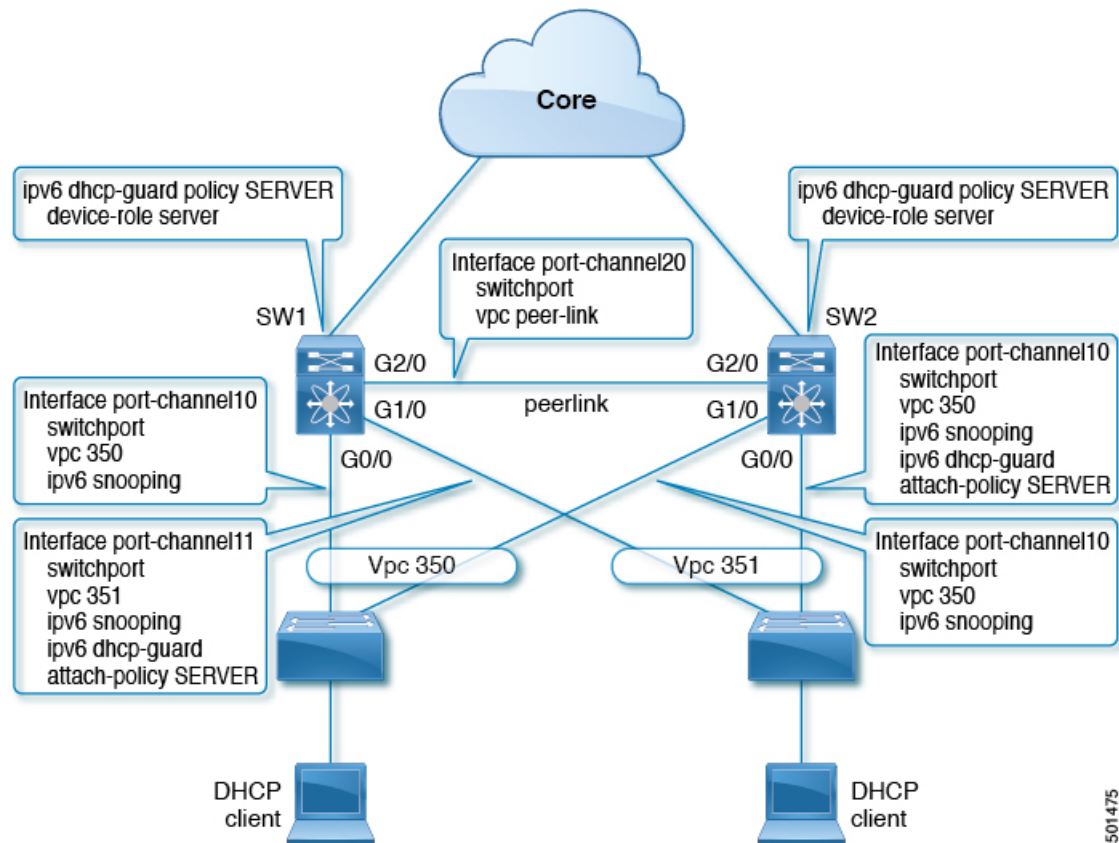 Core
ipv6 dhcp-guard policy SERVER
device-role server
ipv6 dhcp-guard policy SERVER
device-role server
Interface port-channel20
switchport
vpc peer-link
SW1
SW2
G2/0
G2/0
peerlink
G1/0
G1/0
G0/0
G0/0
Interface port-channel10
switchport
vpc 350
ipv6 snooping
Interface port-channel10
switchport
vpc 350
ipv6 snooping
ipv6 dhcp-guard
attach-policy SERVER
Interface port-channel11
switchport
vpc 351
ipv6 snooping
ipv6 dhcp-guard
attach-policy SERVER
Vpc 350
Vpc 351
Interface port-channel10
switchport
vpc 350
ipv6 snooping
DHCP
client
DHCP
client
501475